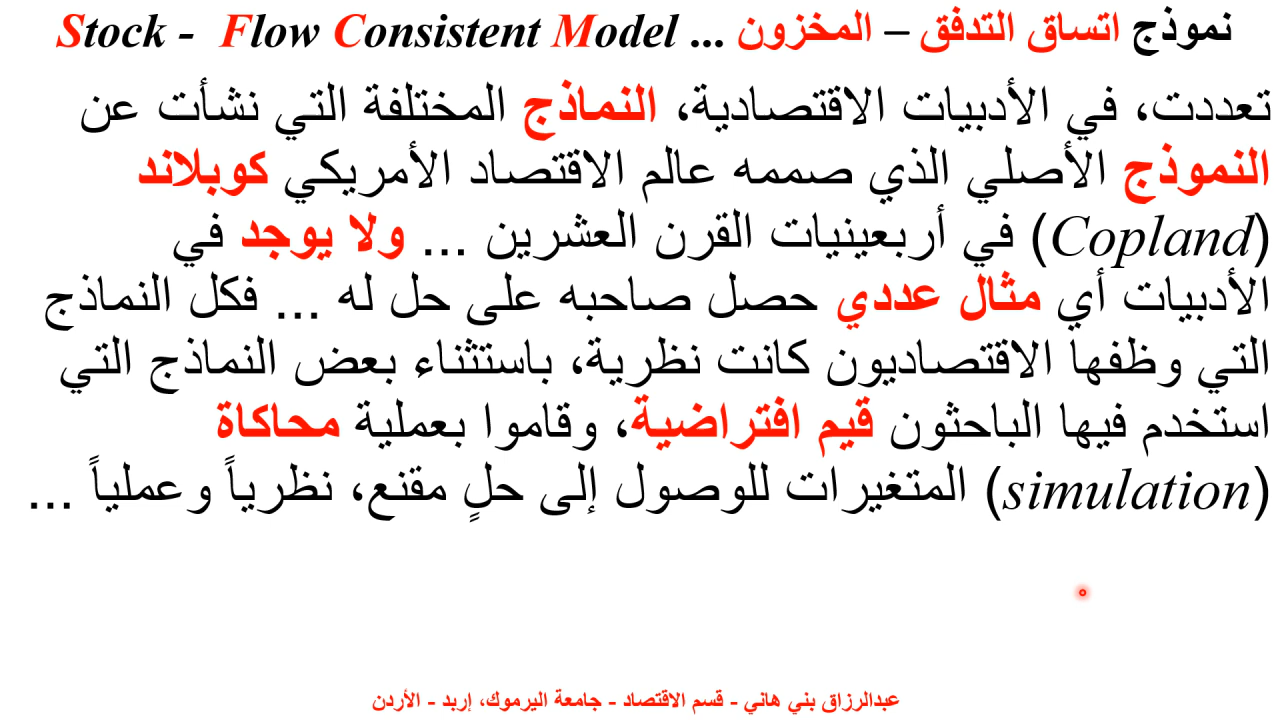 نموذج اتساق التدفق – المخزون ... Stock - Flow Consistent Model
تعددت، في الأدبيات الاقتصادية، النماذج المختلفة التي نشأت عن
النموذج الأصلي الذي صممه عالم الاقتصاد الأمريكي كوبلاند
(Copland) في أربعينيات القرن العشرين ... ولا يوجد في
الأدبيات أي مثال عددي حصل صاحبه على حل له ... فكل النماذج
التي وظفها الاقتصاديون كانت نظرية، باستثناء بعض النماذج التي
استخدم فيها الباحثون قيم افتراضية، وقاموا بعملية محاكاة
(simulation) المتغيرات للوصول إلى حلٍ مقنع، نظرياً وعملياً ...
عبدالرزاق بني هاني - قسم الاقتصاد - جامعة اليرموك، إربد - الأردن